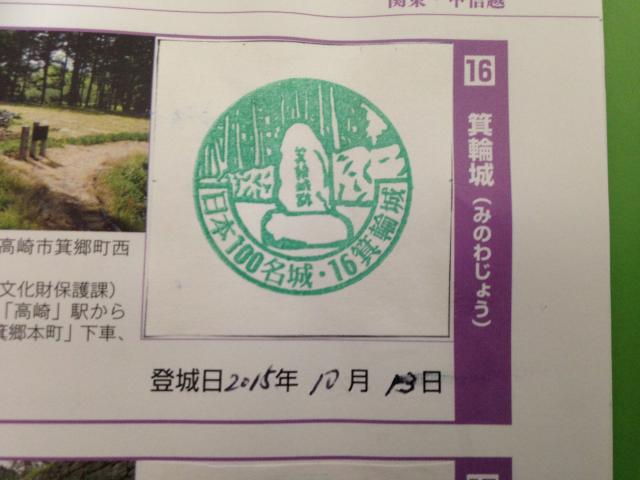 関東・甲信越
16
箕輪城(みのわじょう)
箕輪城跡
日本100名城・16箕輪城
高崎市箕郷町西
文化財保護課)
「高崎」駅から
箕郷本町」下車、
登城日2015年 10月 13日